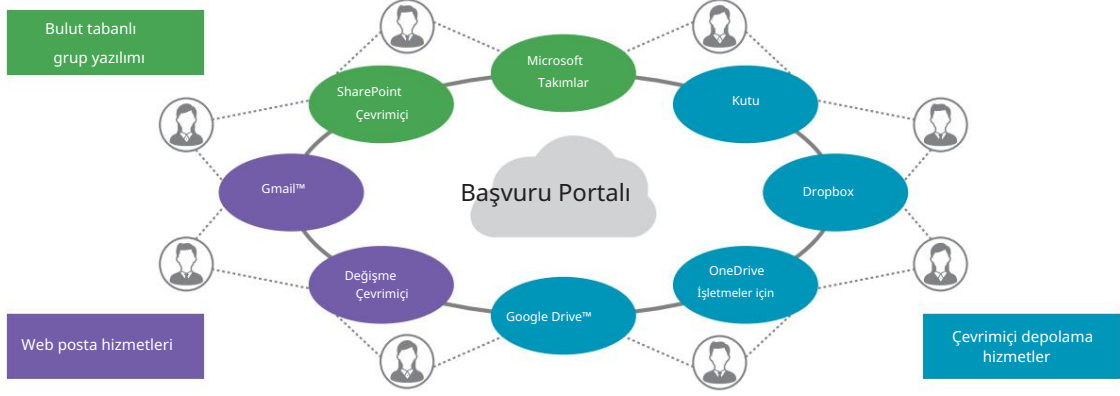 Bulut tabanlı
grup yazılımı
Microsoft
Takımlar
SharePoint
Çevrimiçi
Kutu
Gmail™
Başvuru Portalı
Dropbox
Değişme
Çevrimiçi
OneDrive
İşletmeler için
Google Drive™
Web posta hizmetleri
Çevrimiçi depolama
hizmetler